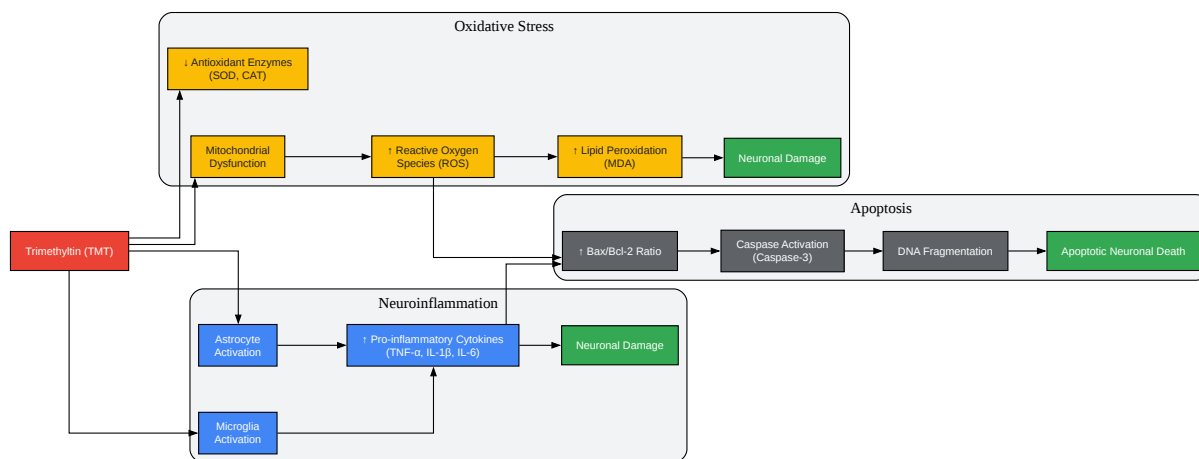 Oxidative Stress
↓ Antioxidant Enzymes
(SOD, CAT)
Mitochondrial
Dysfunction
↑ Reactive Oxygen
Species (ROS)
↑ Lipid Peroxidation
(MDA)
Neuronal Damage
Trimethyltin (TMT)
Apoptosis
↑ Bax/Bcl-2 Ratio
Caspase Activation
(Caspase-3)
DNA Fragmentation
Apoptotic Neuronal Death
Neuroinflammation
Astrocyte
Activation
↑ Pro-inflammatory Cytokines
(TNF-α, IL-1β, IL-6)
Neuronal Damage
Microglia
Activation